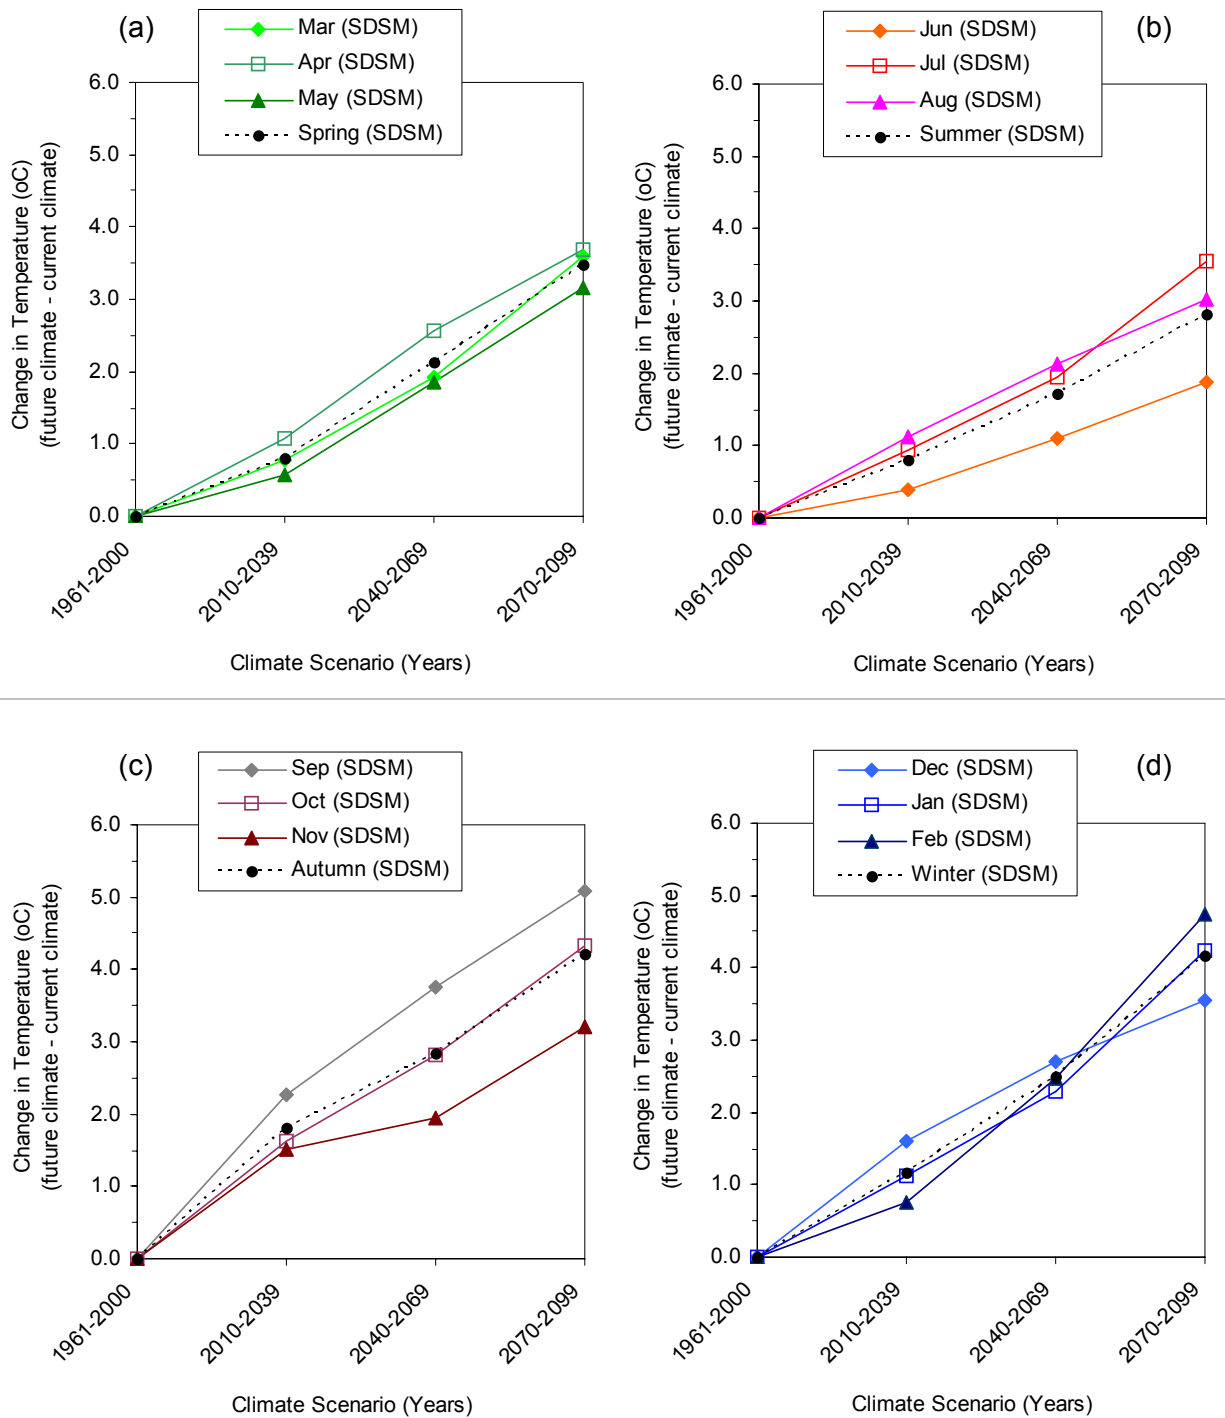 (a)
Mar (SDSM)
Apr (SDSM)
May (SDSM)
Spring (SDSM)
6.0
5.0
4.0
3.0
2.0
1.0
0.0
Change in Temperature (oC)
(future climate - current climate)
1961-2000
2010-2039
2040-2069
2070-2099
Climate Scenario (Years)
(b)
Jun (SDSM)
Jul (SDSM)
Aug (SDSM)
Summer (SDSM)
6.0
5.0
4.0
3.0
2.0
1.0
0.0
Change in Temperature (oC)
(future climate - current climate)
1961-2000
2010-2039
2040-2069
2070-2099
Climate Scenario (Years)
(c)
Sep (SDSM)
Oct (SDSM)
Nov (SDSM)
Autumn (SDSM)
6.0
5.0
4.0
3.0
2.0
1.0
0.0
Change in Temperature (oC)
(future climate - current climate)
1961-2000
2010-2039
2040-2069
2070-2099
Climate Scenario (Years)
(d)
Dec (SDSM)
Jan (SDSM)
Feb (SDSM)
Winter (SDSM)
6.0
5.0
4.0
3.0
2.0
1.0
0.0
Change in Temperature (oC)
(future climate - current climate)
1961-2000
2010-2039
2040-2069
2070-2099
Climate Scenario (Years)